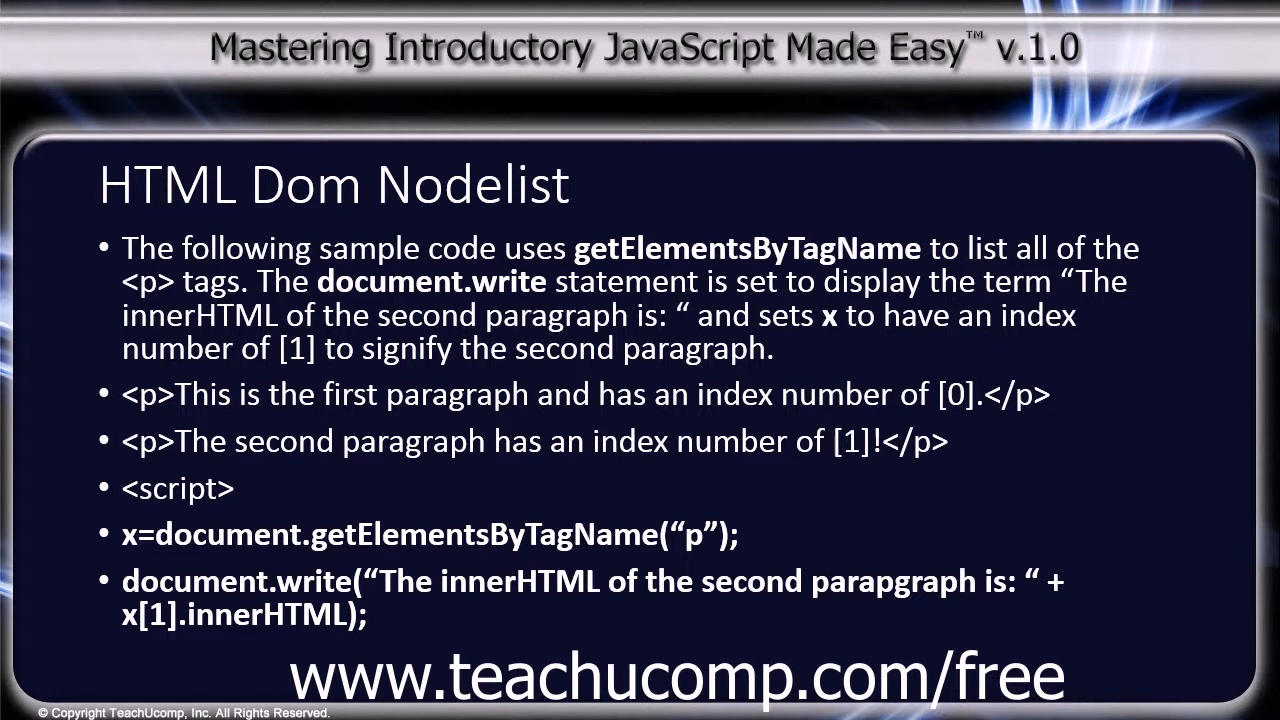 Mastering Introductory JavaScript Made Easy™ v.1.0
HTML Dom Nodelist
• The following sample code uses getElementsByTagName to list all of the
<p> tags. The document.write statement is set to display the term “The
innerHTML of the second paragraph is: “ and sets x to have an index
number of [1] to signify the second paragraph.
• <p>This is the first paragraph and has an index number of [0].</p>
• <p>The second paragraph has an index number of [1]!</p>
• <script>
• x=document.getElementsByTagName(“p”);
• document.write(“The innerHTML of the second parapgraph is: “ +
x[1].innerHTML);
www.teachucomp.com/free
© Copyright TeachUcomp, Inc. All Rights Reserved.